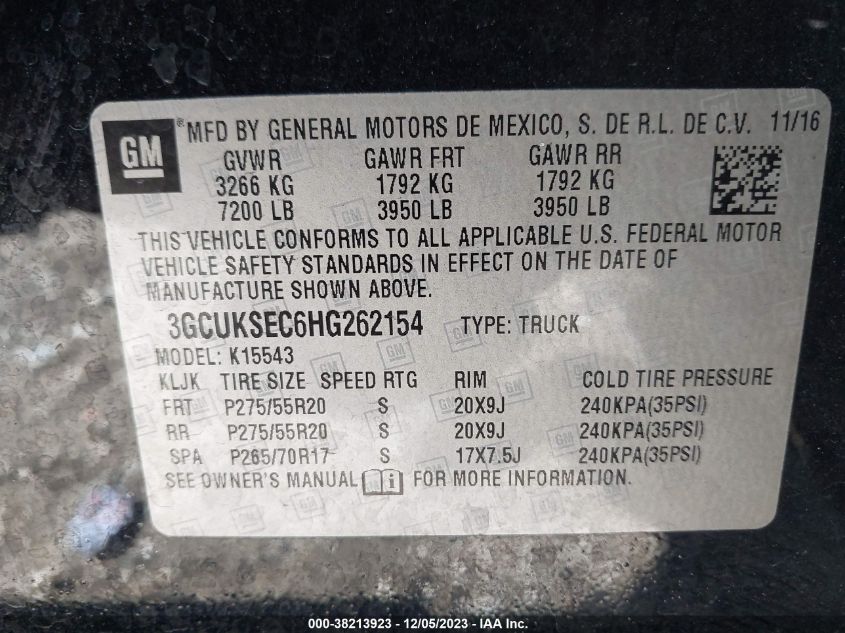 GM ®MFD BY GENERAL MOTORS DE MEXICO, S. DE R.L. DE C.V. 11/16
GVWR GAWR FRT GAWR RR
3266 KG 1792 KG 1792 KG
7200 LB 3950 LB 3950 LB
THIS VEHICLE CONFORMS TO ALL APPLICABLE U.S. FEDERAL MOTOR
VEHICLE SAFETY STANDARDS IN EFFECT ON THE DATE OF
MANUFACTURE SHOWN ABOVE.
3GCUKSEC6HG262154 TYPE: TRUCK
MODEL: K15543
KLJK TIRE SIZE SPEED RTG RIM COLD TIRE PRESSURE
FRT P275/55R20 S 20X9J 240KPA(35PSI)
RR P275/55R20 S 20X9J 240KPA(35PSI)
SPA P265/70R17 S 17X7.5J 240KPA(35PSI)
SEE OWNER'S MANUAL FOR MORE INFORMATION.
000-38213923 - 12/05/2023 - IAA Inc.